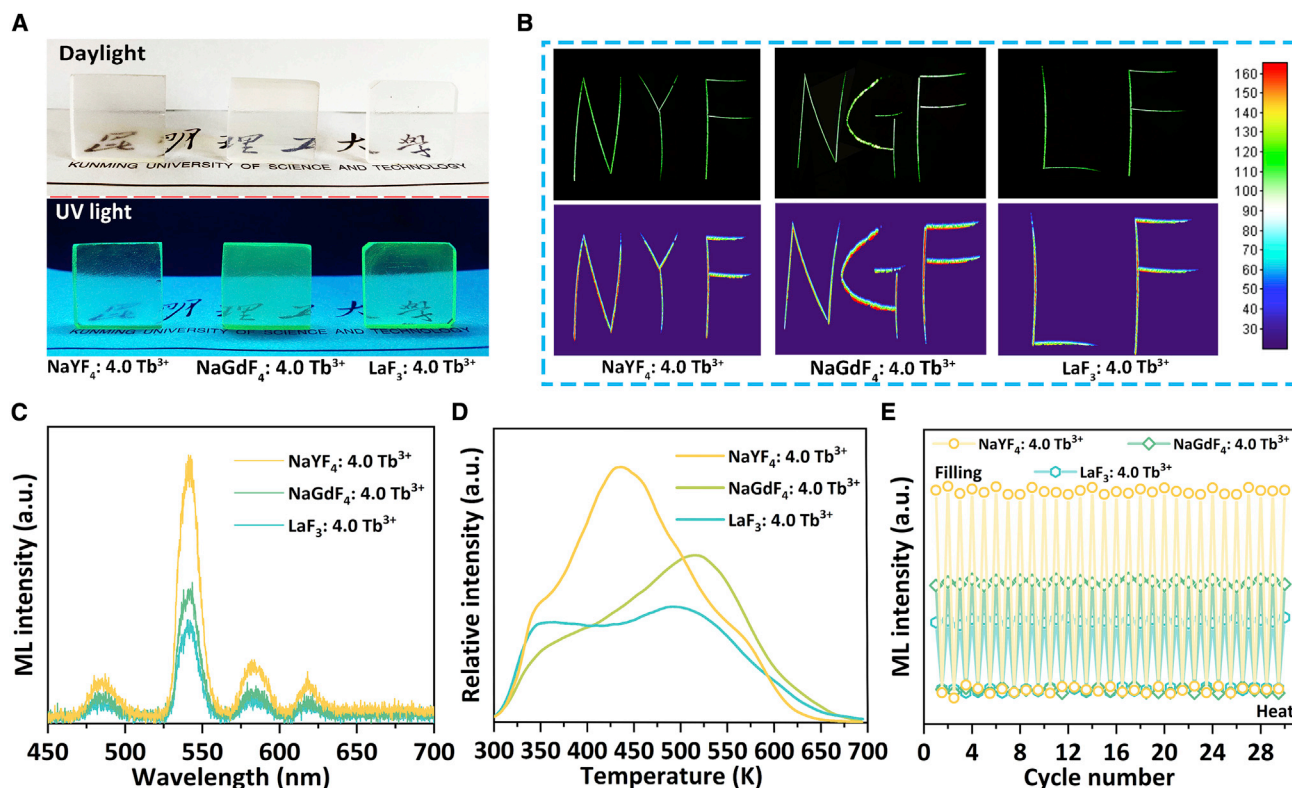 A
Daylight
昆明理工大學
KUNMING UNIVERSITY OF SCIENCE AND TECHNOLOGY
UV light
昆明理工大學
KUNMING UNIVERSITY OF SCIENCE AND TECHNOLOGY
NaYF₄: 4.0 Tb³⁺ NaGdF₄: 4.0 Tb³⁺ LaF₃: 4.0 Tb³⁺
B
NYF NGF LF
160
150
140
130
120
110
100
90
80
70
60
50
40
30
NYF NGF LF
NaYF₄: 4.0 Tb³⁺ NaGdF₄: 4.0 Tb³⁺ LaF₃: 4.0 Tb³⁺
C
ML intensity (a.u.)
NaYF₄: 4.0 Tb³⁺
NaGdF₄: 4.0 Tb³⁺
LaF₃: 4.0 Tb³⁺
450 500 550 600 650 700
Wavelength (nm)
D
Relative intensity (a.u.)
NaYF₄: 4.0 Tb³⁺
NaGdF₄: 4.0 Tb³⁺
LaF₃: 4.0 Tb³⁺
300 350 400 450 500 550 600 650 700
Temperature (K)
E
ML intensity (a.u.)
NaYF₄: 4.0 Tb³⁺ NaGdF₄: 4.0 Tb³⁺
Filling LaF₃: 4.0 Tb³⁺
Heat
0 4 8 12 16 20 24 28
Cycle number